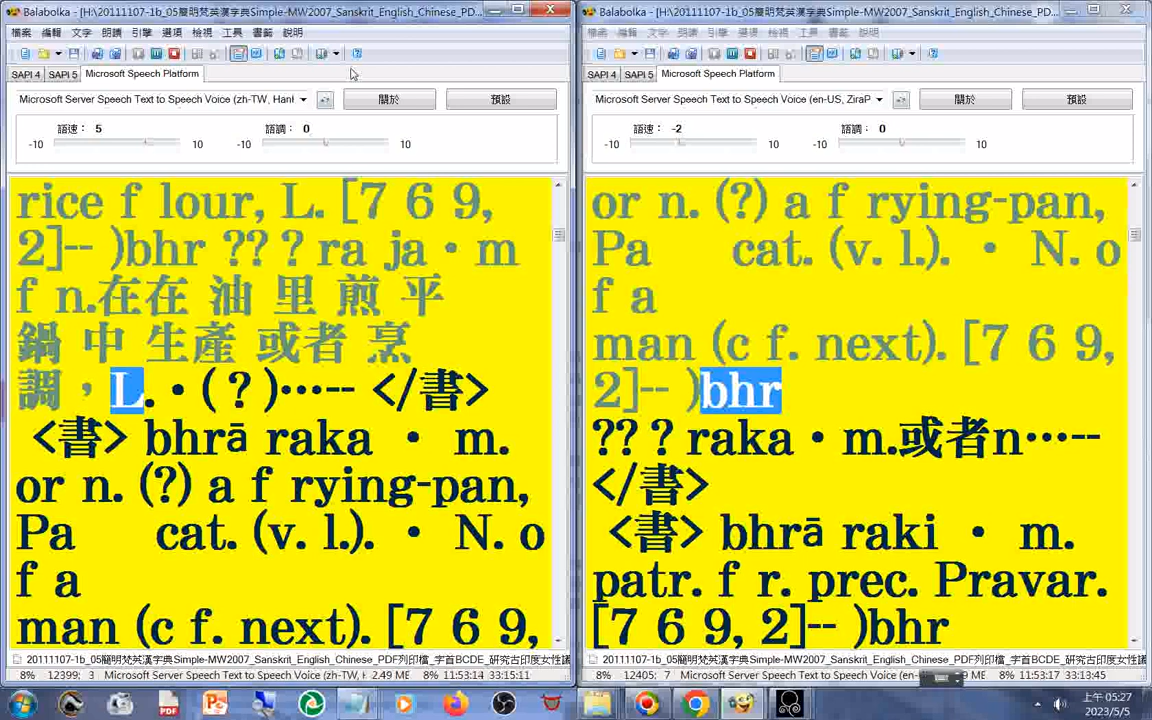 Balabolka - [H:\20111107-1b_05簡明梵英漢字典Simple-MW2007_Sanskrit_English_Chinese_PD...
檔案 編輯 文字 朗讀 引擎 選項 檢視 工具 書籤 說明
SAPI 4 SAPI 5 Microsoft Speech Platform
Microsoft Server Speech Text to Speech Voice (zh-TW, HanH 關於 預設
語速： 5 語調： 0
-10 10 -10 10
rice f lour, L. [7 6 9,
2]-- )bhr ?? ? ra ja・m
f n.在在 油 里 煎 平
鍋 中 生產 或者 烹
調，L.・(？)…-- </書>
<書> bhrā raka ・ m.
or n. (?) a f rying-pan,
Pa cat. (v. l.). ・ N. o
f a
man (c f. next). [7 6 9,
20111107-1b_05簡明梵英漢字典Simple-MW2007_Sanskrit_English_Chinese_PDF列印檔_字首BCDE_研究古印度女性議
8% 12399: 3 Microsoft Server Speech Text to Speech Voice (zh-TW, H 2.49 ME 8% 11:53:14 33:15:11
Balabolka - [H:\20111107-1b_05簡明梵英漢字典Simple-MW2007_Sanskrit_English_Chinese_PD...
檔案 編輯 文字 朗讀 引擎 選項 檢視 工具 書籤 說明
SAPI 4 SAPI 5 Microsoft Speech Platform
Microsoft Server Speech Text to Speech Voice (en-US, ZiraP 關於 預設
語速： -2 語調： 0
-10 10 -10 10
or n. (?) a f rying-pan,
Pa cat. (v. l.). ・ N. o
f a
man (c f. next). [7 6 9,
2]-- )bhr
?? ? raka・m.或者n…--
</書>
<書> bhrā raki ・ m.
patr. f r. prec. Pravar.
[7 6 9, 2]-- )bhr
20111107-1b_05簡明梵英漢字典Simple-MW2007_Sanskrit_English_Chinese_PDF列印檔_字首BCDE_研究古印度女性議
8% 12405: 7 Microsoft Server Speech Text to Speech Voice (en-US, Z ME 8% 11:53:17 33:13:45
上午 05:27
2023/5/5